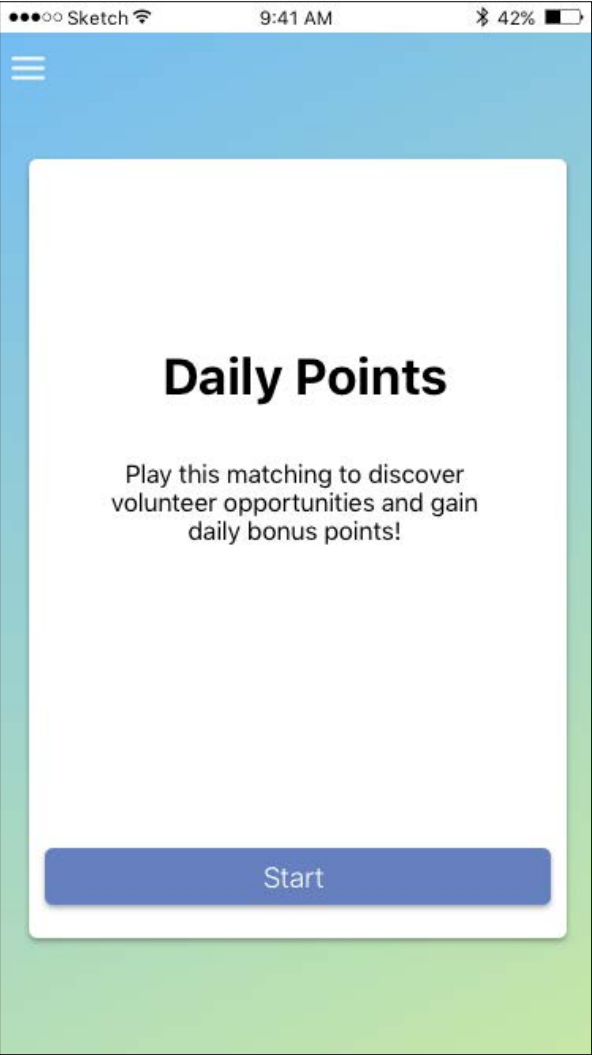 Sketch 9:41 AM 42%
Daily Points
Play this matching to discover
volunteer opportunities and gain
daily bonus points!
Start